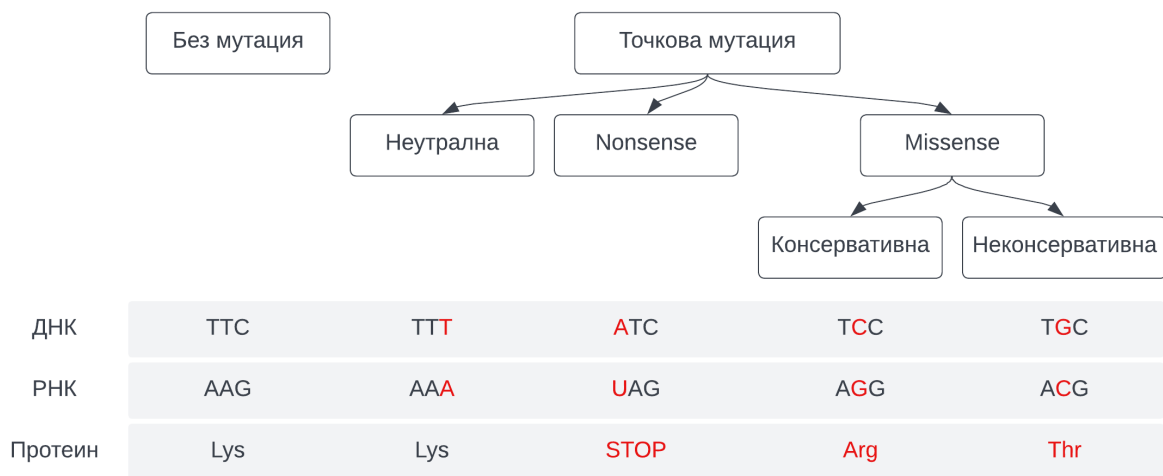 Без мутация
Точкова мутация
Неутрална
Nonsense
Missense
Консервативна
Неконсервативна
ДНК TTC TTT ATC TCC TGC
РНК AAG AAA UAG AGG ACG
Протеин Lys Lys STOP Arg Thr